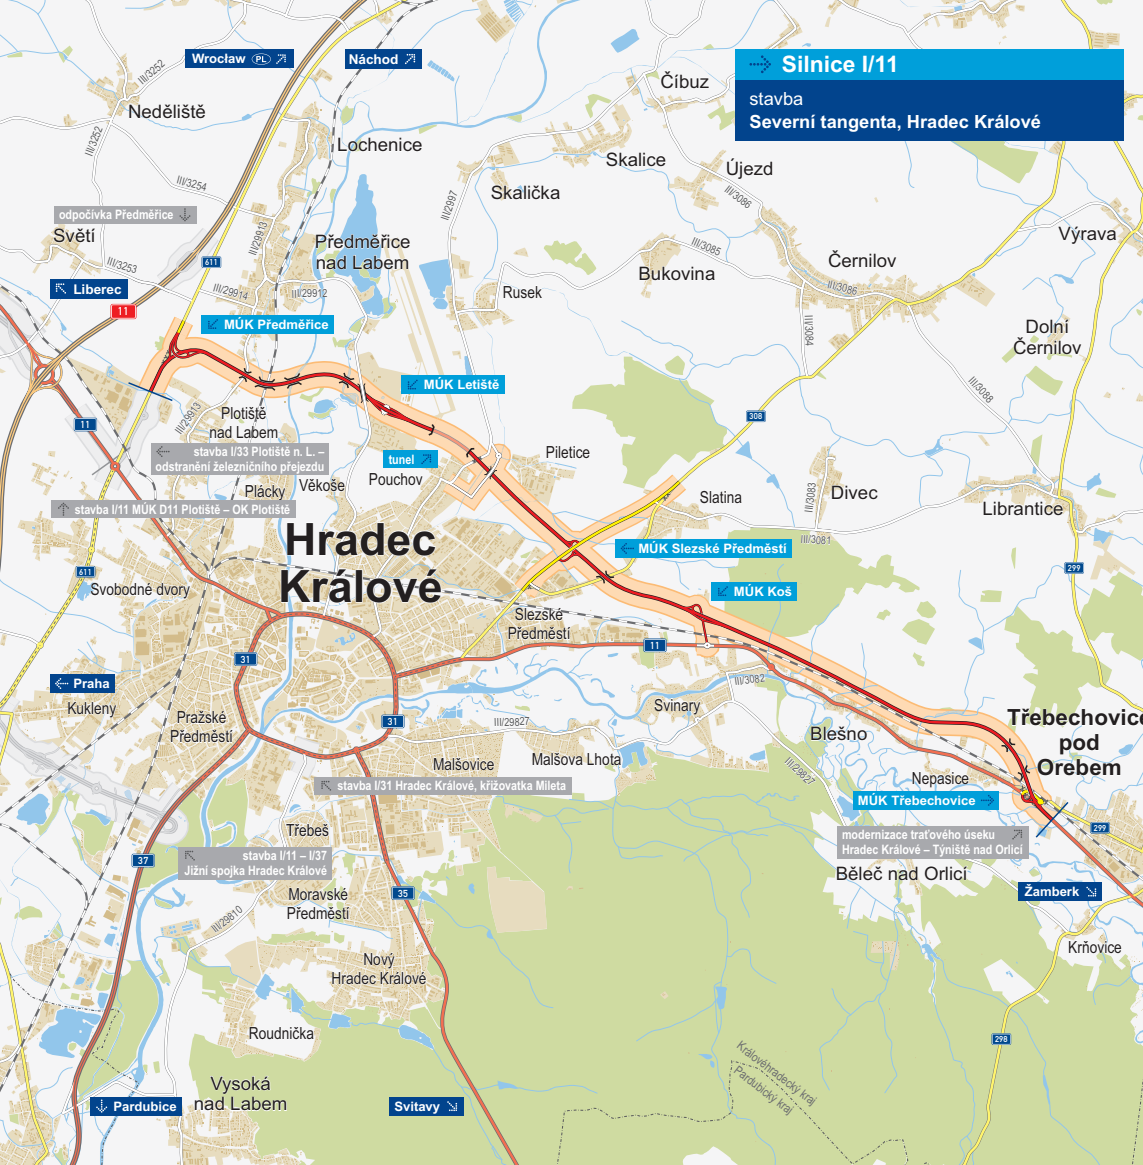 Silnice I/11
stavba
Severní tangenta, Hradec Králové
Wrocław PL
Náchod
III/3252
Neděliště
III/3252
Lochenice
Číbuz
Skalice
Újezd
III/3254
III/2997
Skalička
III/3086
odpočívka Předměřice
Světí
III/29913
Předměřice
nad Labem
Výrava
III/3253
611
III/3085
Bukovina
Černilov
Liberec
III/29914
III/29912
Rusek
III/3086
11
MÚK Předměřice
III/3084
Dolní
Černilov
III/3088
MÚK Letiště
III/29913
11
Plotiště
nad Labem
308
stavba I/33 Plotiště n. L. –
odstranění železničního přejezdu
tunel
Piletice
Plácky
Věkoše
Pouchov
Slatina
III/3083
Divec
stavba I/11 MÚK D11 Plotiště – OK Plotiště
Librantice
III/3081
Hradec
Králové
MÚK Slezské Předměstí
611
299
Svobodné dvory
MÚK Koš
Slezské
Předměstí
11
31
Praha
III/3082
Kukleny
Svinary
Pražské
Předměstí
31
III/29827
Třebechovice
pod
Orebem
Blešno
Malšovice
Malšova Lhota
III/29827
Nepasice
stavba I/31 Hradec Králové, křižovatka Mileta
MÚK Třebechovice
Třebeš
299
modernizace traťového úseku
Hradec Králové – Týniště nad Orlicí
37
stavba I/11 – I/37
Jižní spojka Hradec Králové
Běleč nad Orlicí
35
Moravské
Předměstí
Žamberk
III/29810
Krňovice
Nový
Hradec Králové
Roudnička
298
Královéhradecký kraj
Pardubický kraj
Vysoká
nad Labem
Pardubice
Svitavy